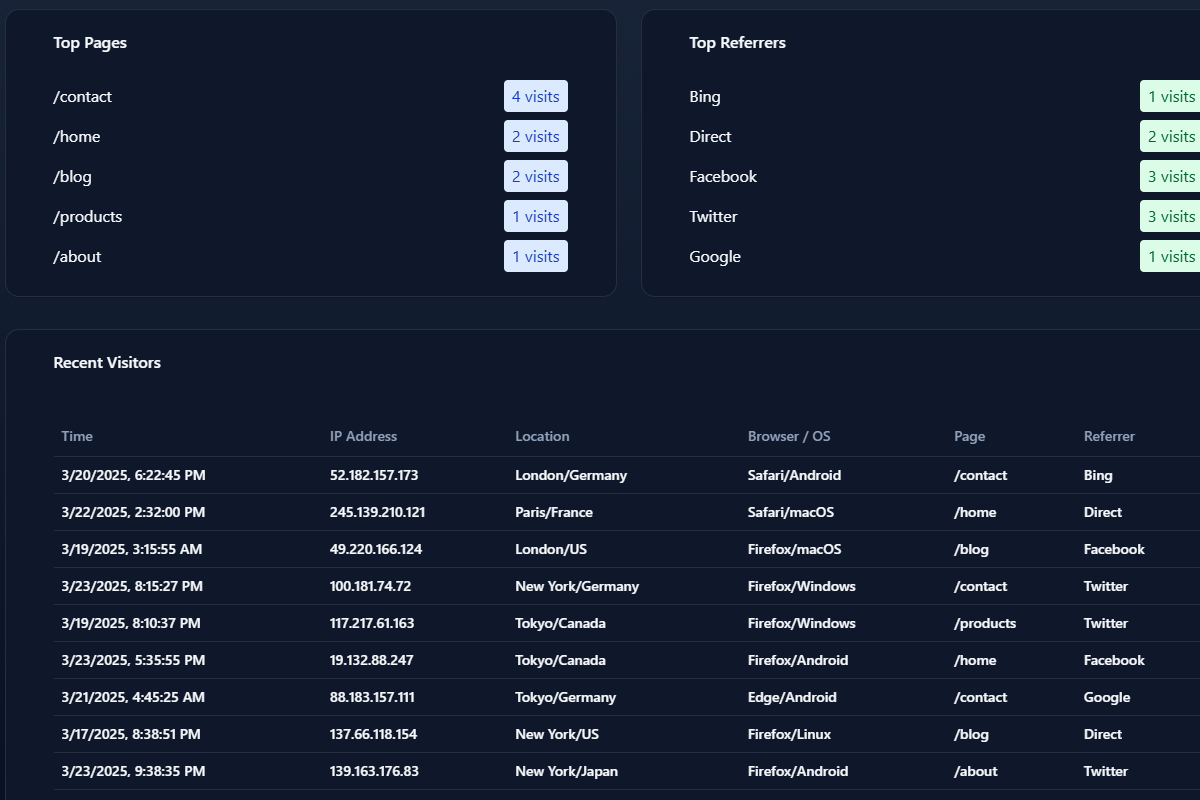 Top Pages
/contact 4 visits
/home 2 visits
/blog 2 visits
/products 1 visits
/about 1 visits
Top Referrers
Bing 1 visits
Direct 2 visits
Facebook 3 visits
Twitter 3 visits
Google 1 visits
Recent Visitors
Time IP Address Location Browser / OS Page Referrer
3/20/2025, 6:22:45 PM 52.182.157.173 London/Germany Safari/Android /contact Bing
3/22/2025, 2:32:00 PM 245.139.210.121 Paris/France Safari/macOS /home Direct
3/19/2025, 3:15:55 AM 49.220.166.124 London/US Firefox/macOS /blog Facebook
3/23/2025, 8:15:27 PM 100.181.74.72 New York/Germany Firefox/Windows /contact Twitter
3/19/2025, 8:10:37 PM 117.217.61.163 Tokyo/Canada Firefox/Windows /products Twitter
3/23/2025, 5:35:55 PM 19.132.88.247 Tokyo/Canada Firefox/Android /home Facebook
3/21/2025, 4:45:25 AM 88.183.157.111 Tokyo/Germany Edge/Android /contact Google
3/17/2025, 8:38:51 PM 137.66.118.154 New York/US Firefox/Linux /blog Direct
3/23/2025, 9:38:35 PM 139.163.176.83 New York/Japan Firefox/Android /about Twitter